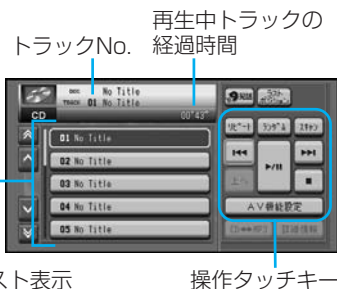 再生中トラックの
トラックNo. 経過時間
DISC No Title
TRACK 01 No Title
CD
00'43"
リピート ランダム スキャン
01 No Title
02 No Title
03 No Title
04 No Title
05 No Title
AV機能設定
スト表示 操作タッチキー